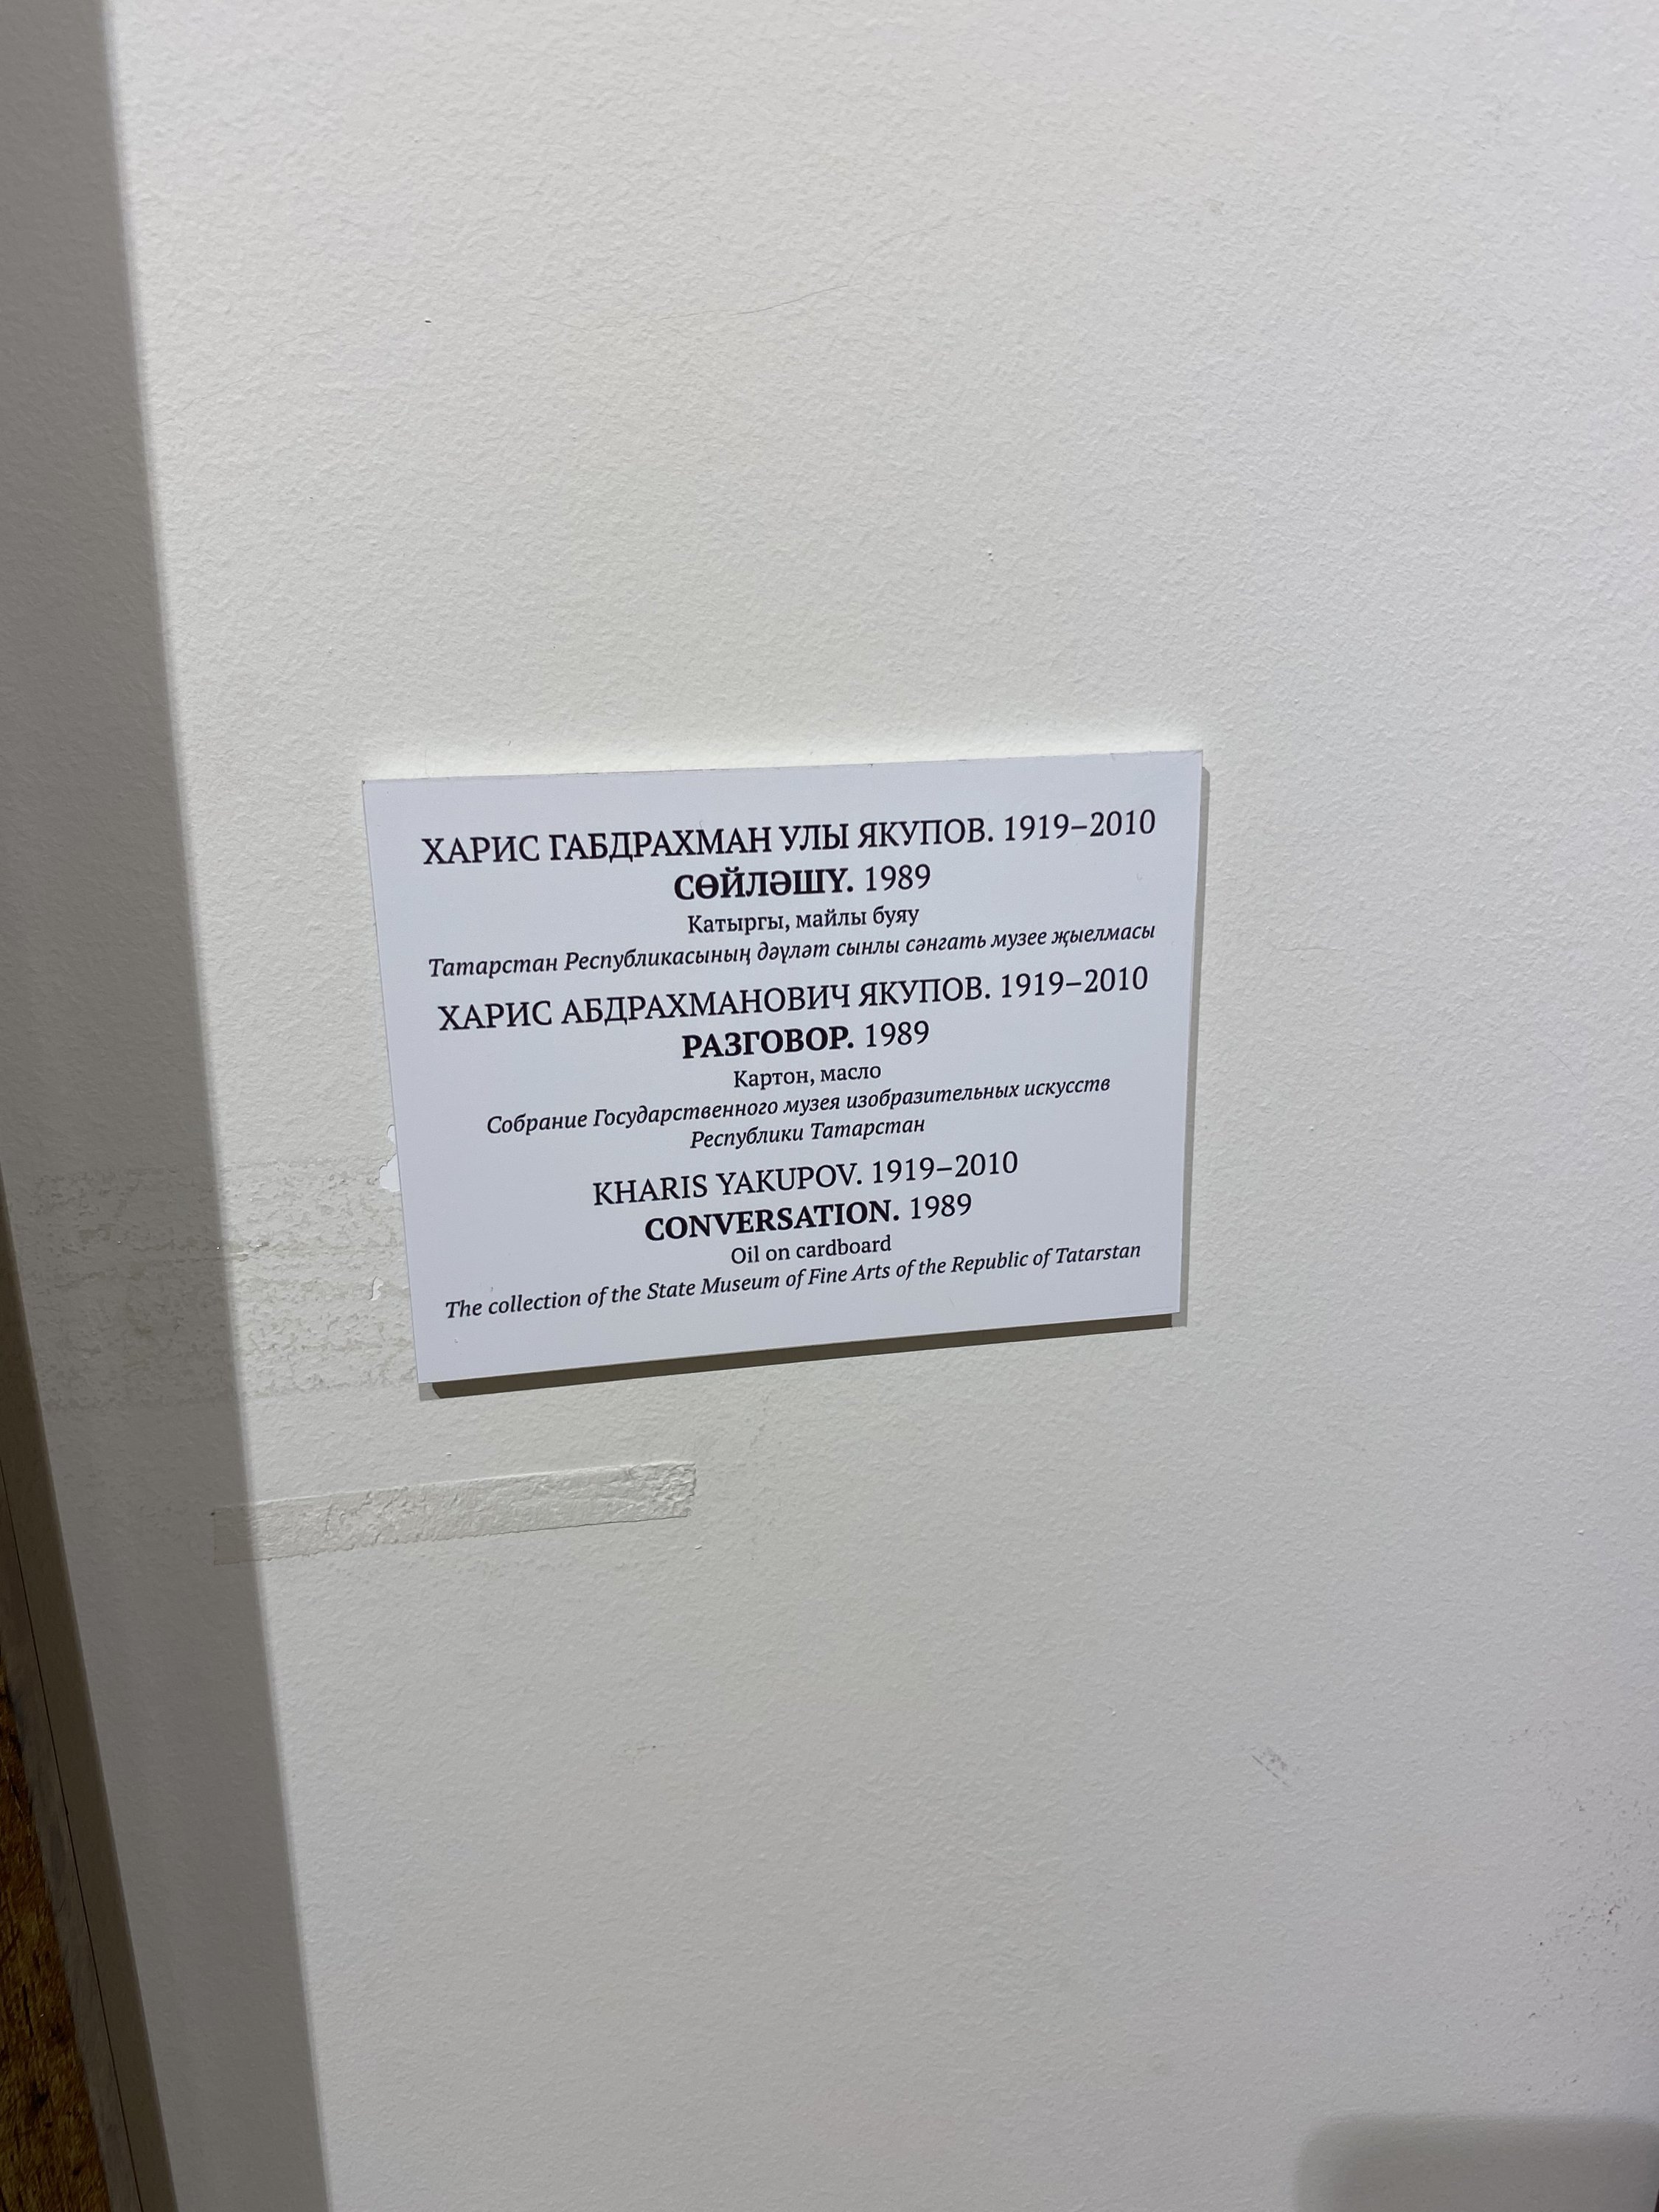 ХАРИС ГАБДРАХМАН УЛЫ ЯКУПОВ. 1919–2010
СӨЙЛӘШҮ. 1989
Катыргы, майлы буяу
Татарстан Республикасының дәүләт сынлы сәнгать музее җыелмасы
ХАРИС АБДРАХМАНОВИЧ ЯКУПОВ. 1919–2010
РАЗГОВОР. 1989
Картон, масло
Собрание Государственного музея изобразительных искусств
Республики Татарстан
KHARIS YAKUPOV. 1919–2010
CONVERSATION. 1989
Oil on cardboard
The collection of the State Museum of Fine Arts of the Republic of Tatarstan